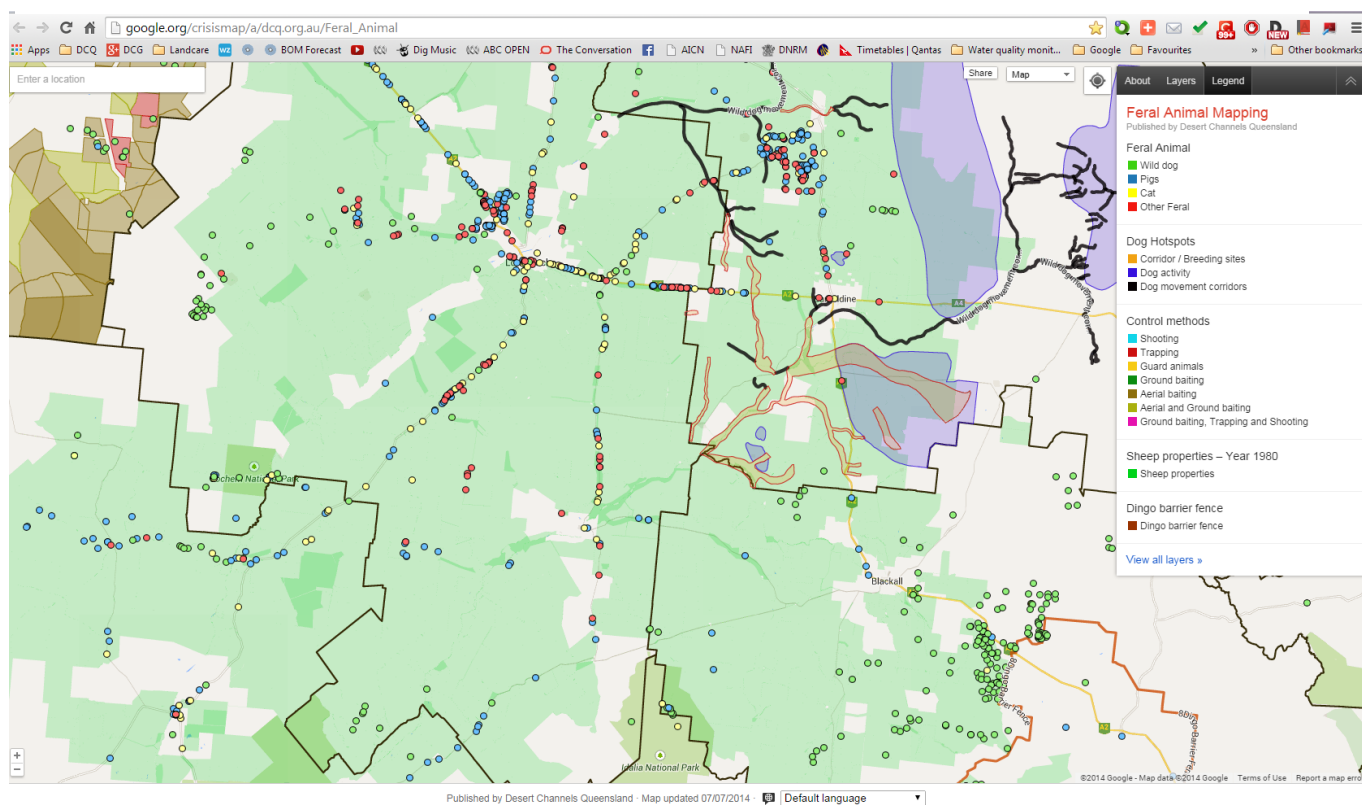 google.org/crisismap/a/dcq.org.au/Feral_Animal
99+
NEW
Apps DCQ DCG Landcare WZ BOM Forecast Dig Music ABC OPEN The Conversation AICN NAFI DNRM Timetables | Qantas Water quality monit... Google Favourites » Other bookmarks
Enter a location
Share
Map
About Layers Legend
Feral Animal Mapping
Published by Desert Channels Queensland
Feral Animal
Wild dog
Pigs
Cat
Other Feral
Dog Hotspots
Corridor / Breeding sites
Dog activity
Dog movement corridors
Control methods
Shooting
Trapping
Guard animals
Ground baiting
Aerial baiting
Aerial and Ground baiting
Ground baiting, Trapping and Shooting
Sheep properties – Year 1980
Sheep properties
Dingo barrier fence
Dingo barrier fence
View all layers »
A2
A4
Blackall
Idalia National Park
+
−
©2014 Google - Map data ©2014 Google Terms of Use Report a map error
Published by Desert Channels Queensland · Map updated 07/07/2014 · Default language